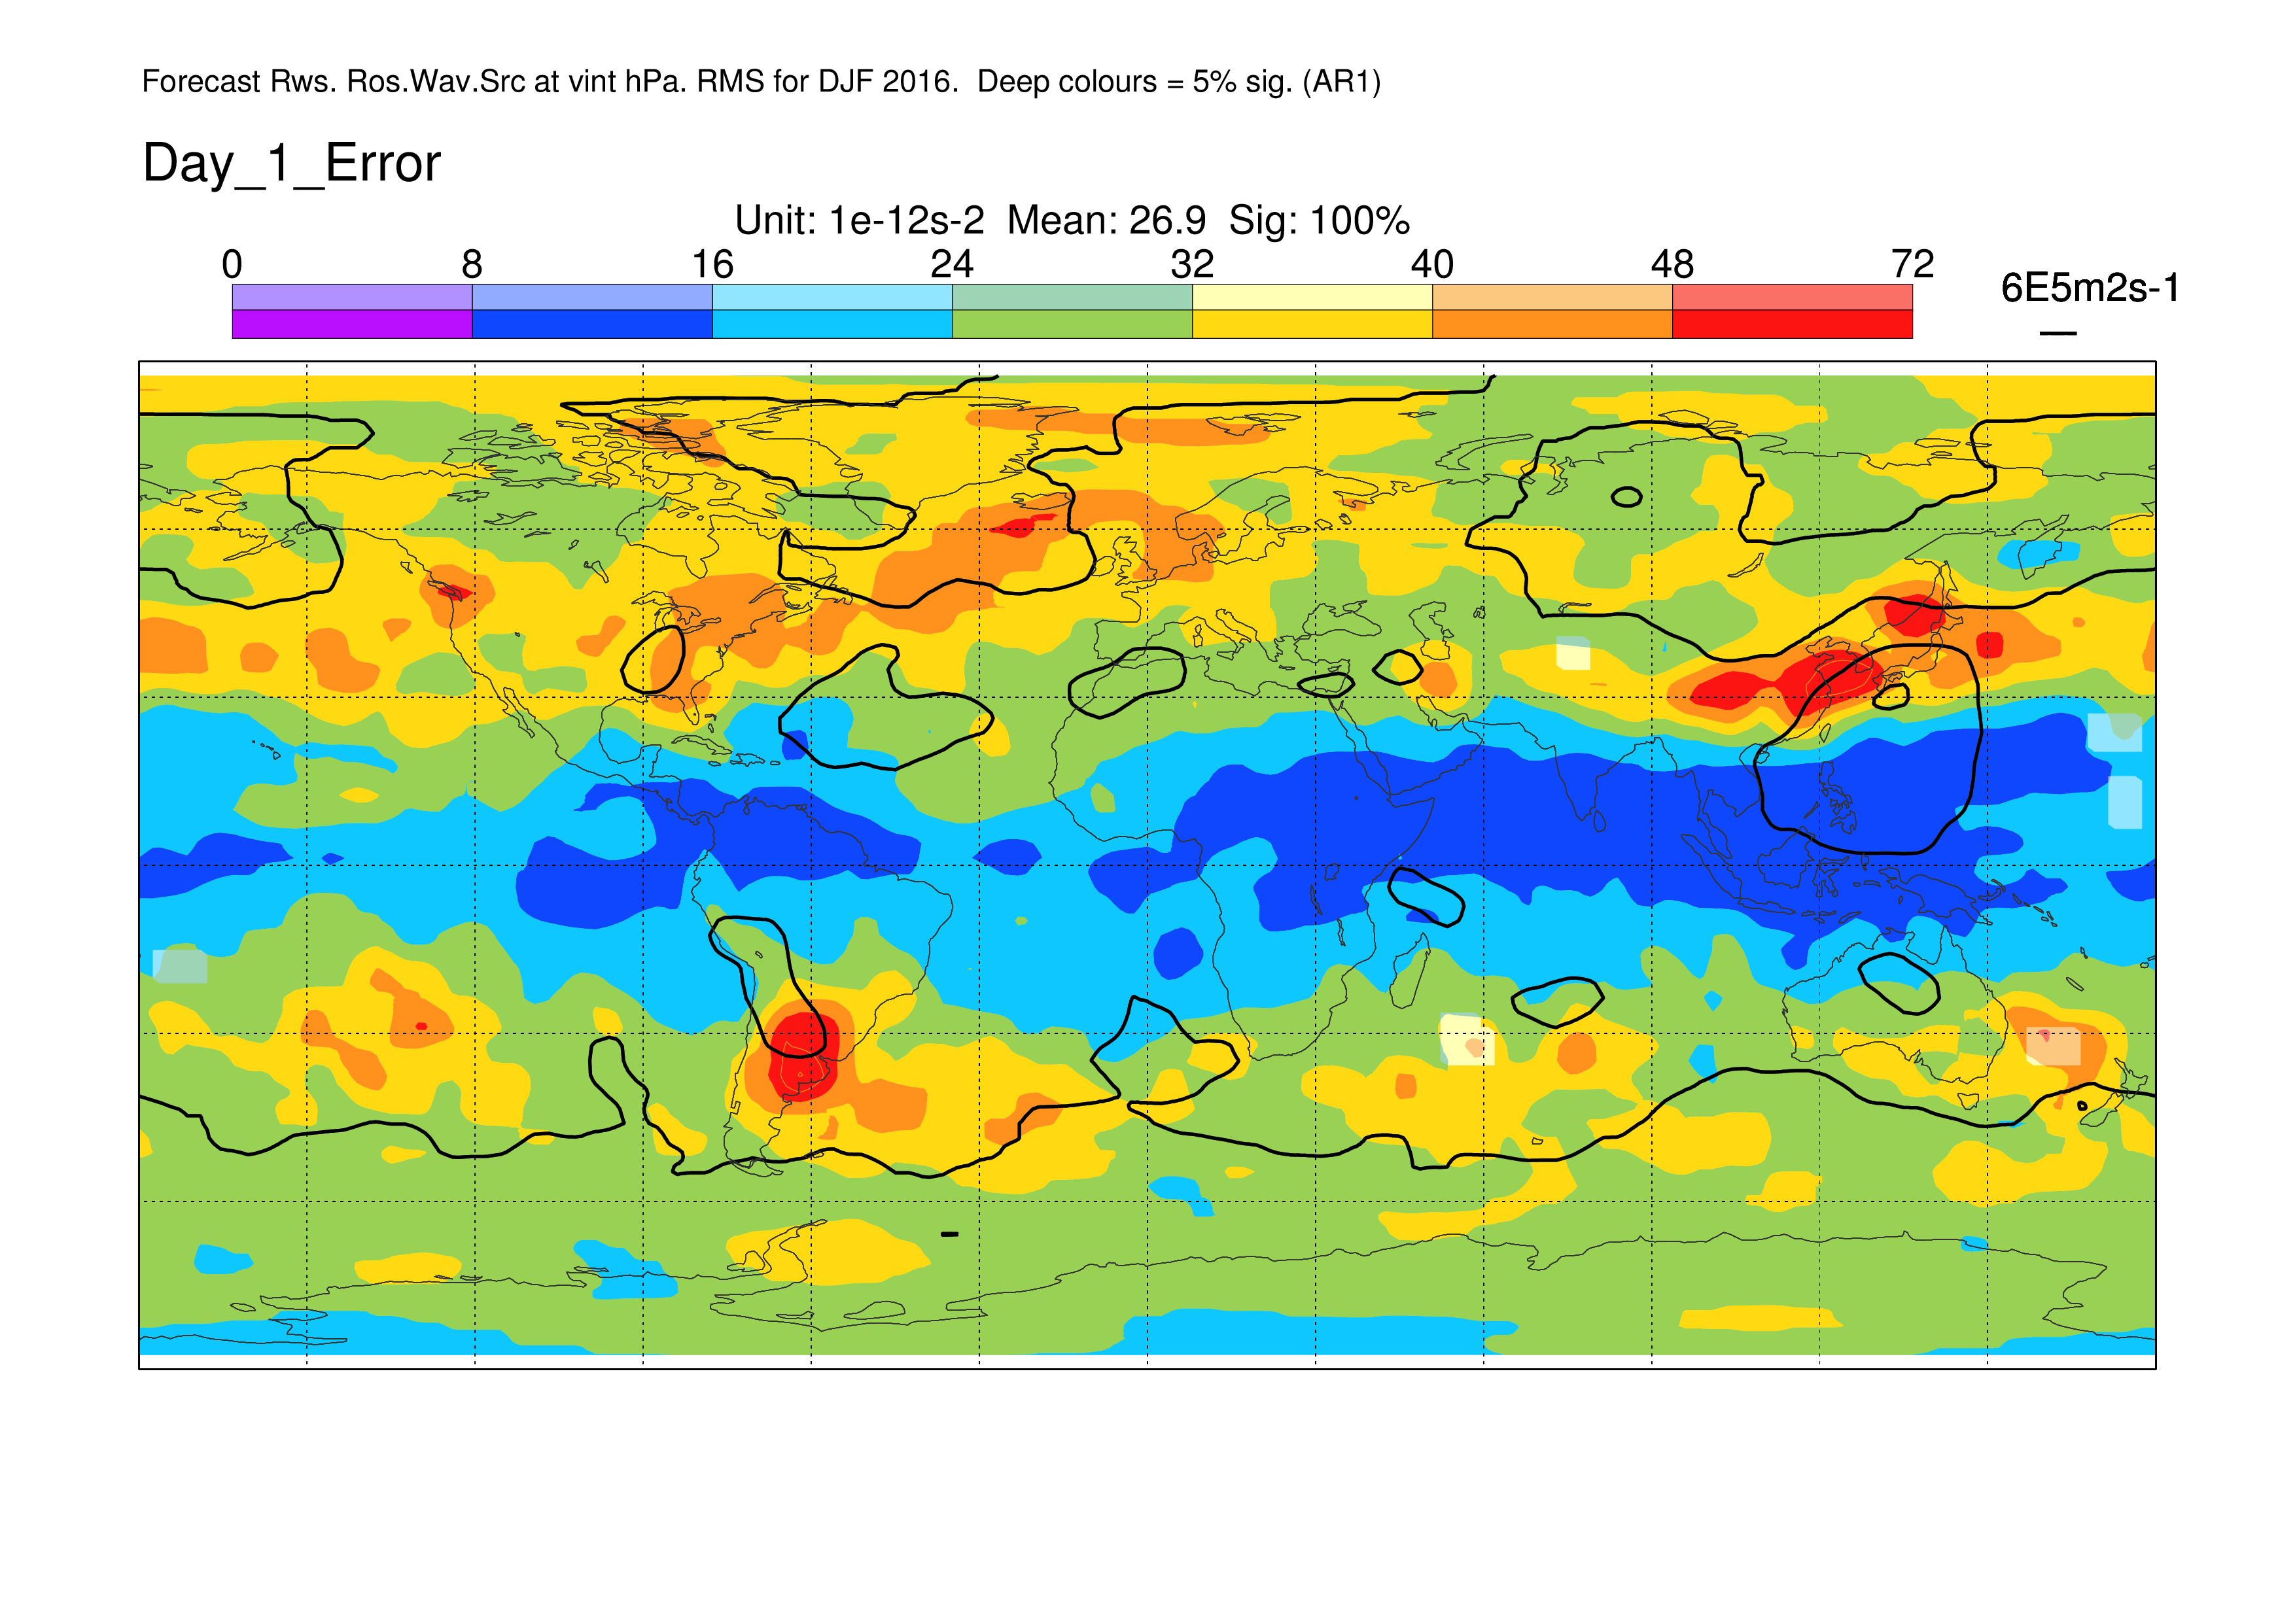 Forecast Rws. Ros.Wav.Src at vint hPa. RMS for DJF 2016.  Deep colours = 5% sig. (AR1)
Day_1_Error
Unit: 1e-12s-2  Mean: 26.9  Sig: 100%
0 8 16 24 32 40 48 72
6E5m2s-1